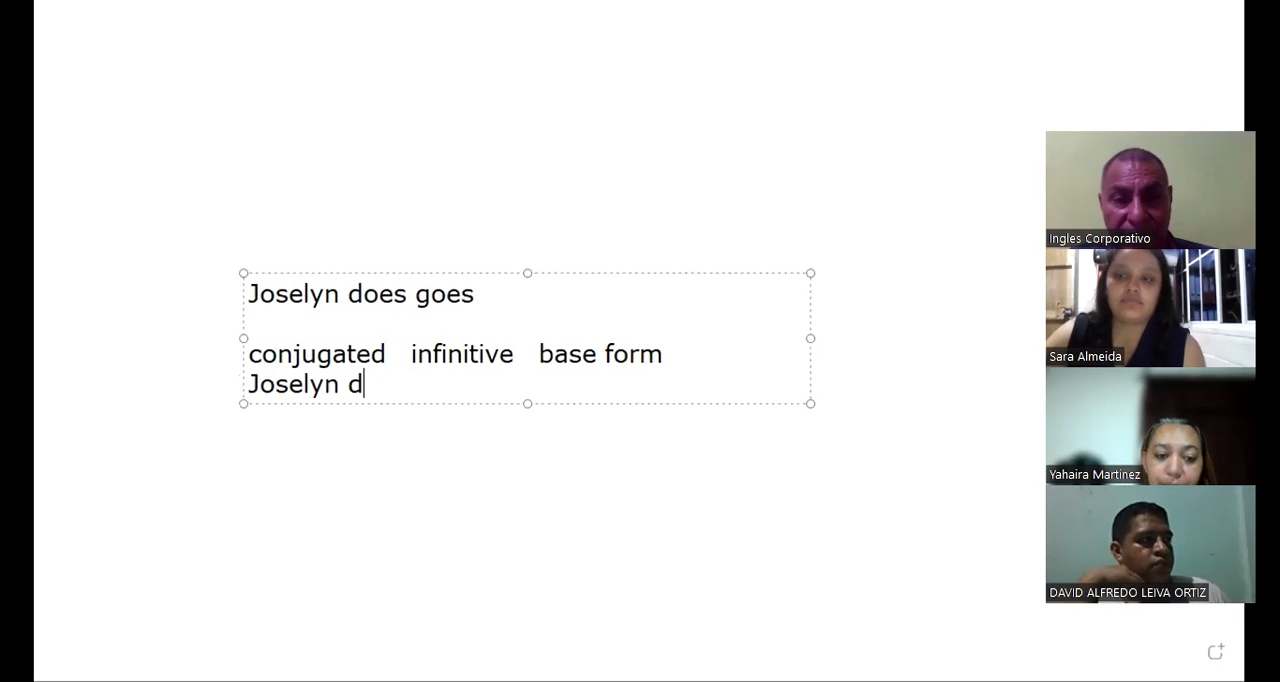 Joselyn does goes
conjugated infinitive base form
Joselyn d
Ingles Corporativo
Sara Almeida
Yahaira Martinez
DAVID ALFREDO LEIVA ORTIZ